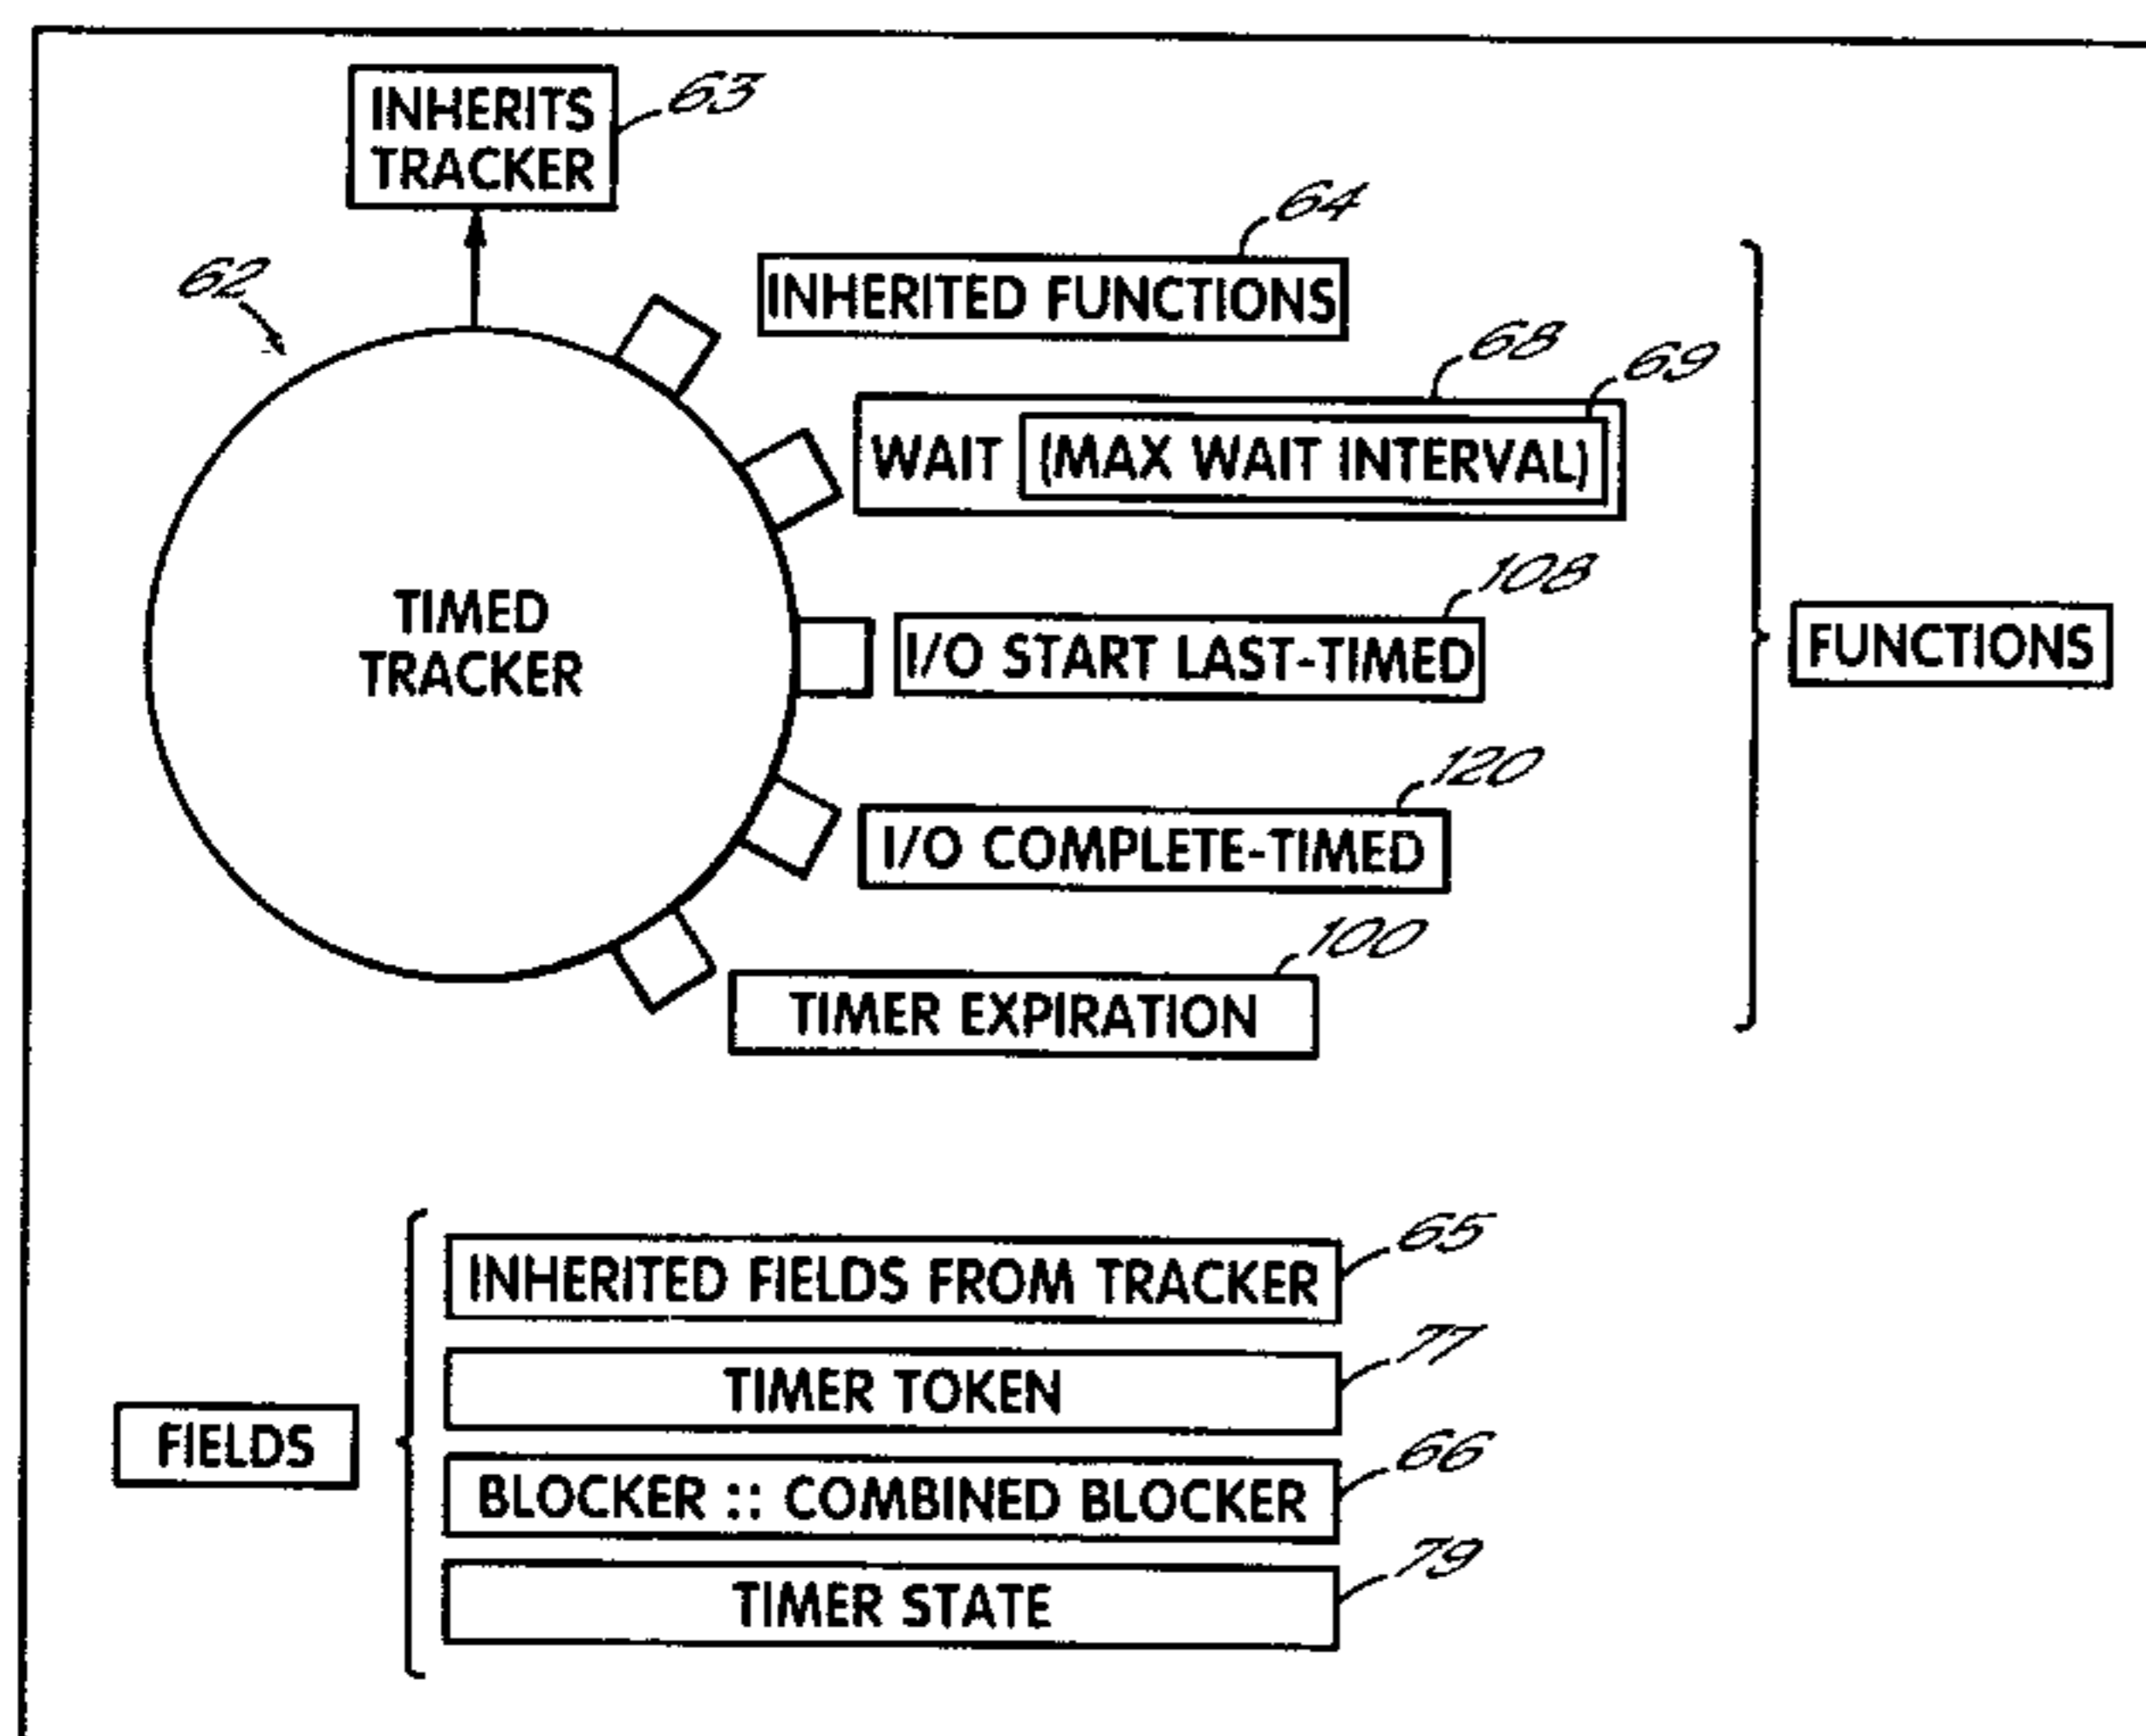 INHERITS
TRACKER
63
62
64
INHERITED FUNCTIONS
68
69
WAIT (MAX WAIT INTERVAL)
TIMED
TRACKER
108
I/O START LAST-TIMED
FUNCTIONS
120
I/O COMPLETE-TIMED
100
TIMER EXPIRATION
FIELDS
65
INHERITED FIELDS FROM TRACKER
77
TIMER TOKEN
66
BLOCKER :: COMBINED BLOCKER
79
TIMER STATE